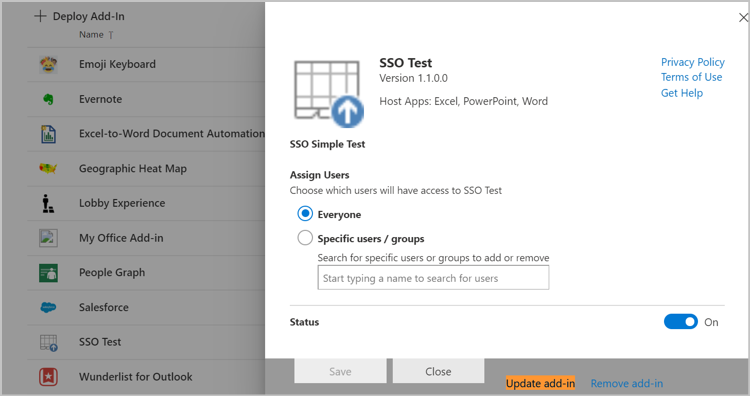 Deploy Add-In
Name
Emoji Keyboard
Evernote
Excel-to-Word Document Automation
Geographic Heat Map
Lobby Experience
My Office Add-in
People Graph
Salesforce
SSO Test
Wunderlist for Outlook
SSO Test
Version 1.1.0.0
Host Apps: Excel, PowerPoint, Word
Privacy Policy
Terms of Use
Get Help
SSO Simple Test
Assign Users
Choose which users will have access to SSO Test
Everyone
Specific users / groups
Search for specific users or groups to add or remove
Start typing a name to search for users
Status
On
Save
Close
Update add-in
Remove add-in